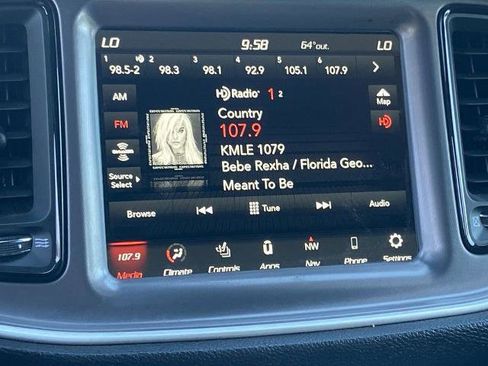 LO 9:58 64°out. LO
1 2 3 4 5 6
98.5-2 98.3 98.1 92.9 105.1 107.9
AM HD Radio 1 2 Map
Country
FM 107.9 HD
KMLE 1079
SiriusXM
Bebe Rexha / Florida Geo...
Source
Select
Meant To Be
Browse Tune Audio
107.9 NW
Media Climate Controls Apps Nav Phone Settings